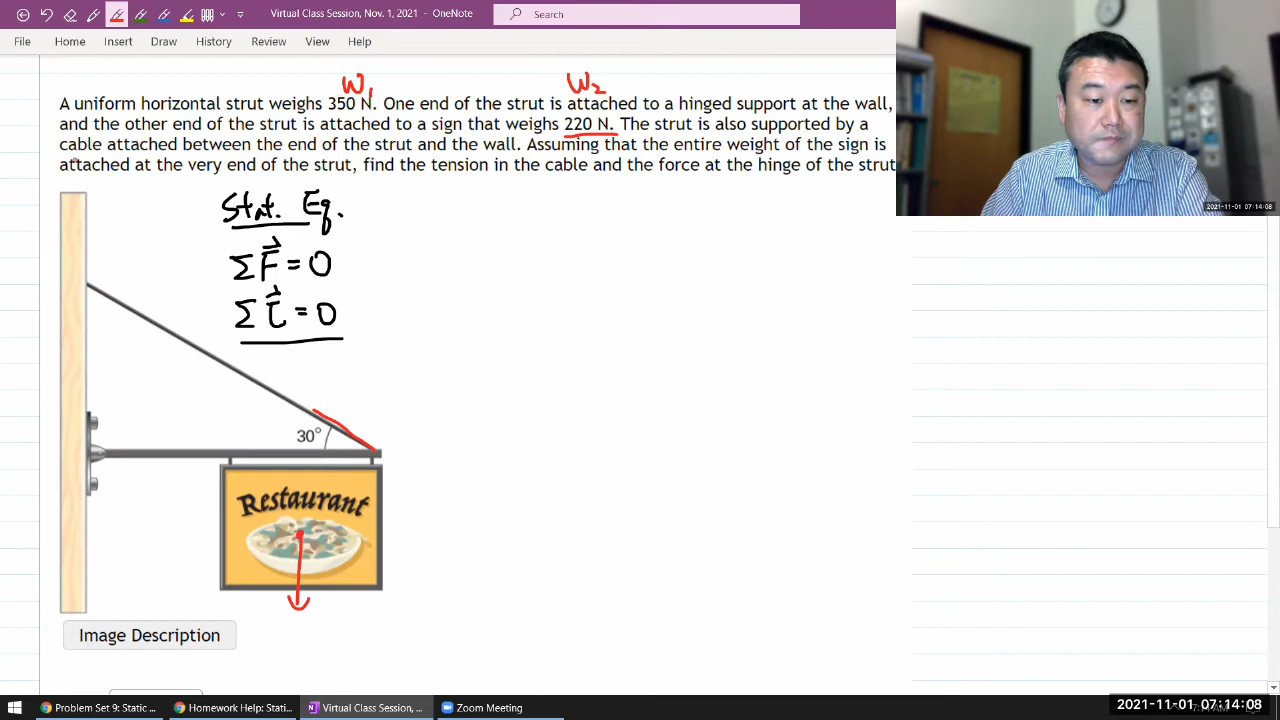 Virtual Class Session, Nov. 1, 2021 - OneNote
Search
File Home Insert Draw History Review View Help
W1 W2
A uniform horizontal strut weighs 350 N. One end of the strut is attached to a hinged support at the wall,
and the other end of the strut is attached to a sign that weighs 220 N. The strut is also supported by a
cable attached between the end of the strut and the wall. Assuming that the entire weight of the sign is
attached at the very end of the strut, find the tension in the cable and the force at the hinge of the strut
2021-11-01 07:14:08
Stat. Eq.
ΣF⃗ = 0
Στ⃗ = 0
30°
Restaurant
Image Description
Problem Set 9: Static ...
Homework Help: Stati...
Virtual Class Session, ...
Zoom Meeting
2021-11-01 07:14:08